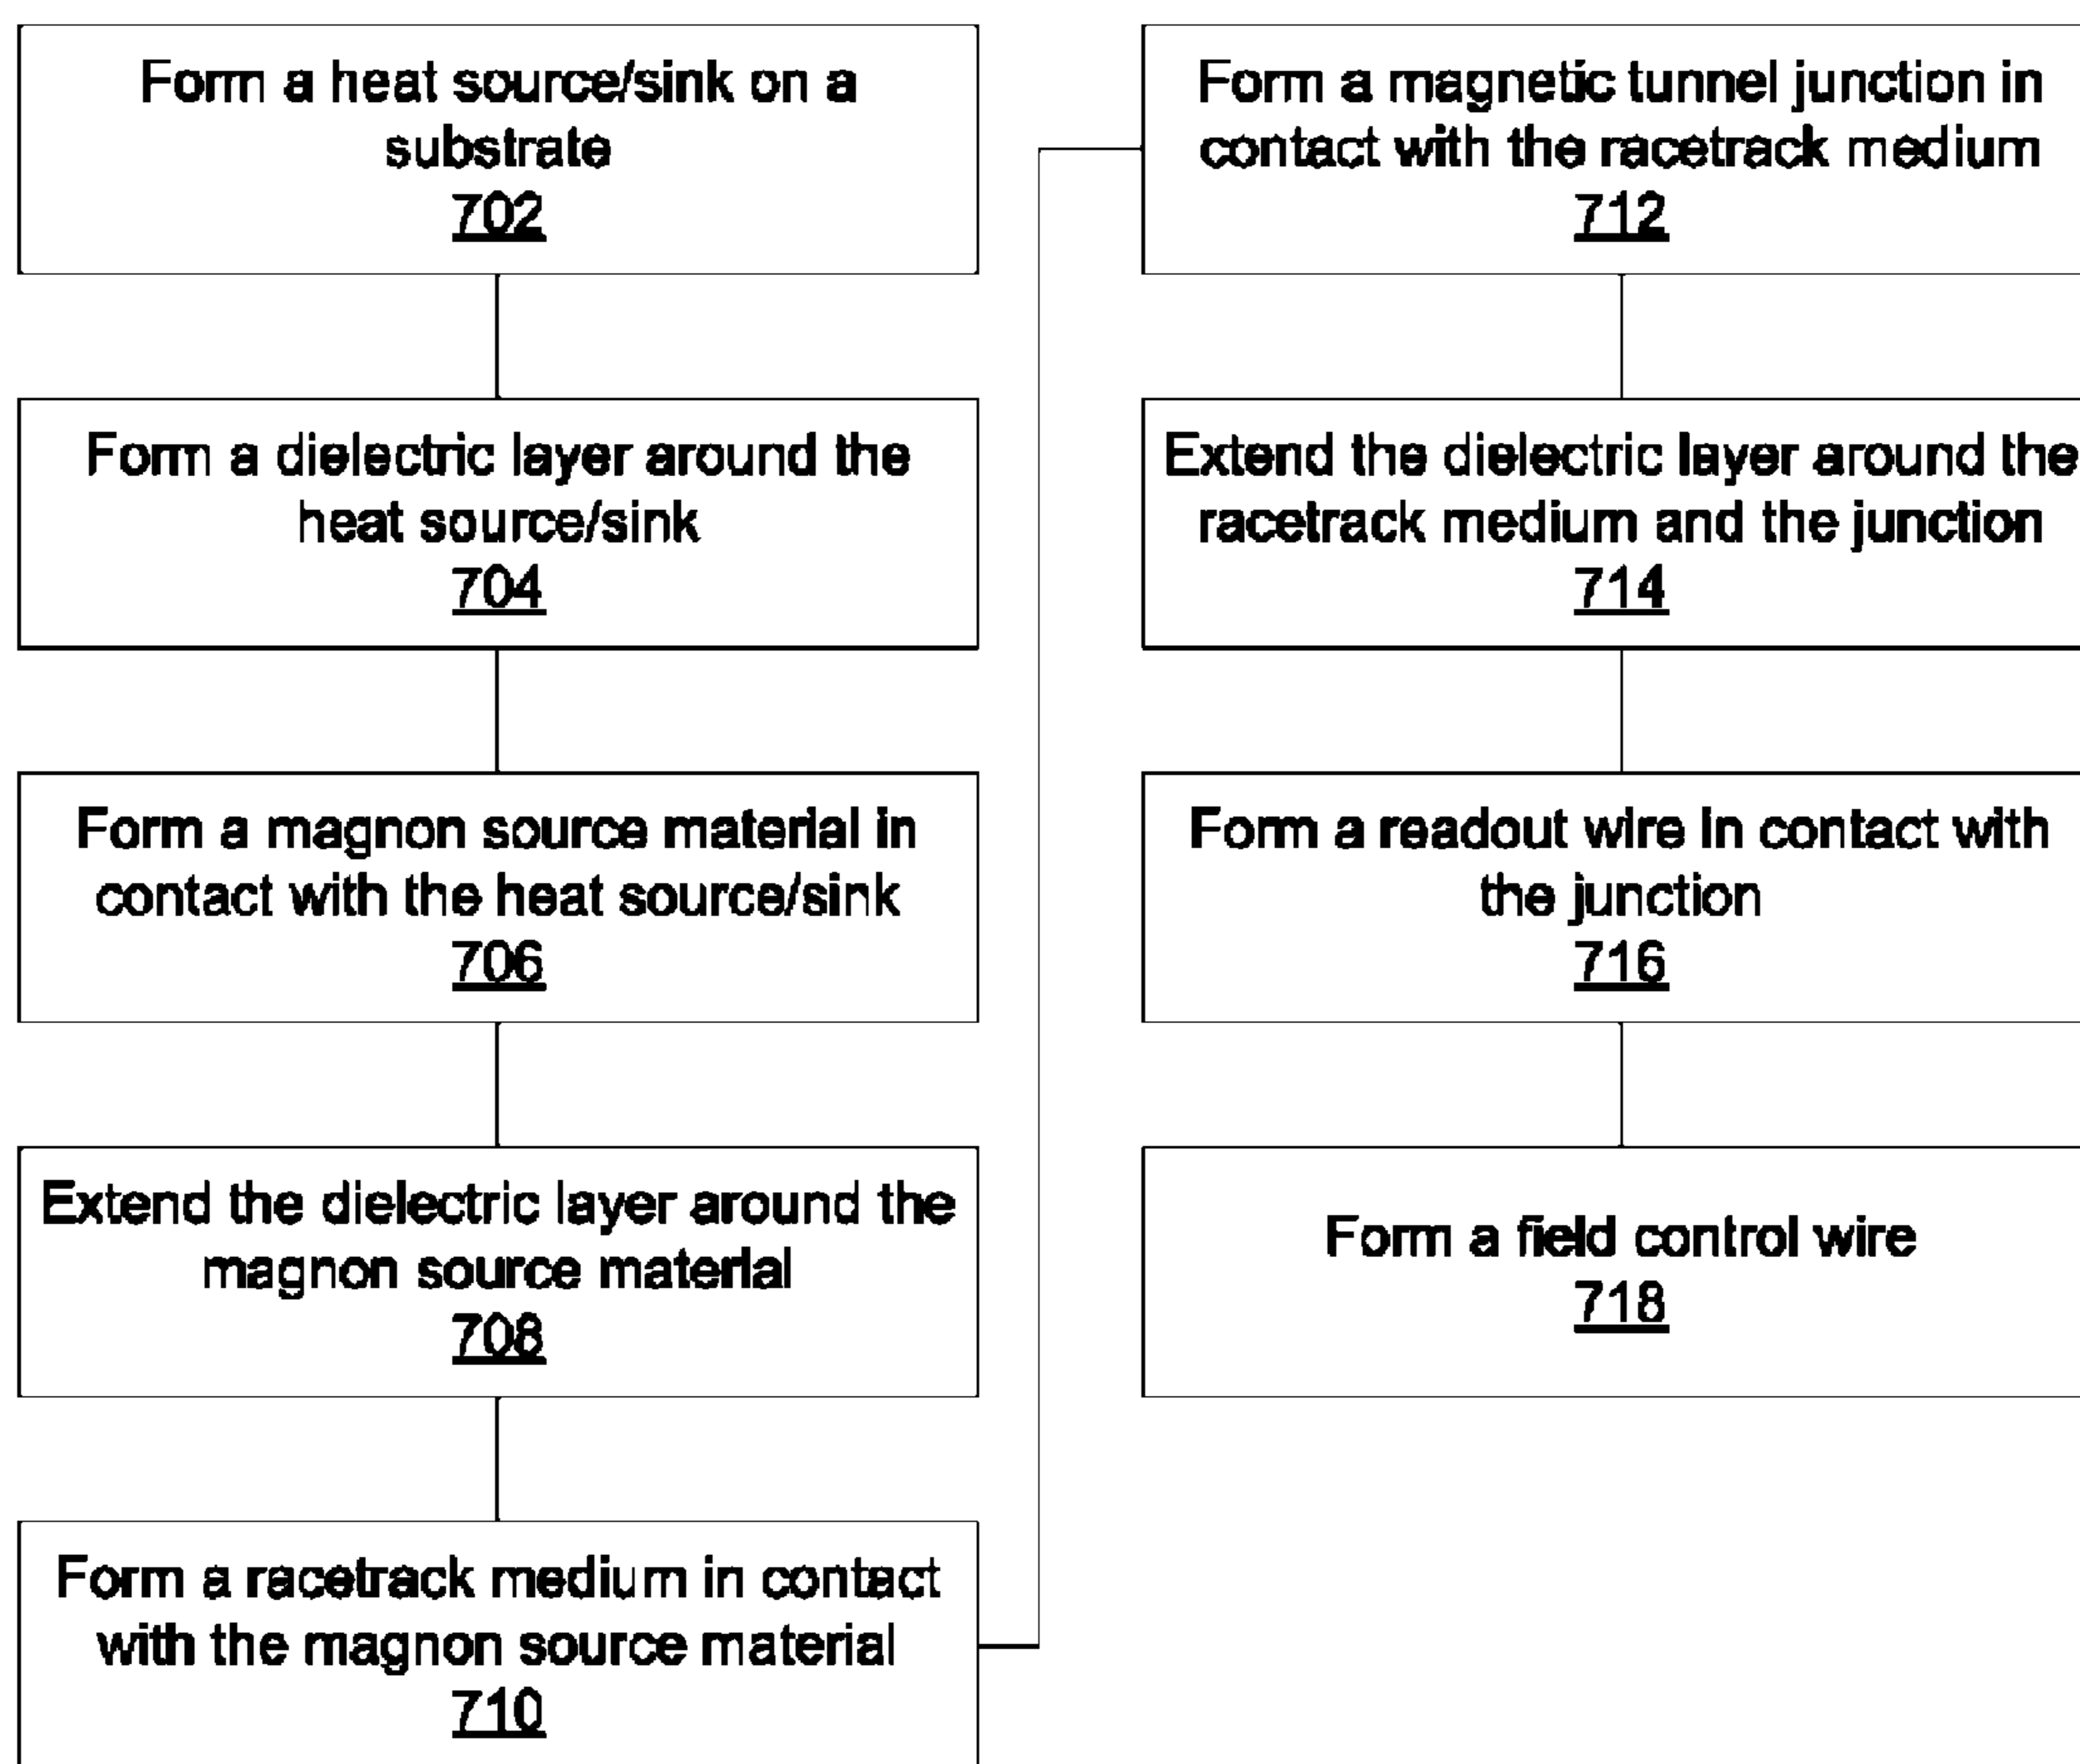 Form a heat source/sink on a
substrate
702
Form a dielectric layer around the
heat source/sink
704
Form a magnon source material in
contact with the heat source/sink
706
Extend the dielectric layer around the
magnon source material
708
Form a racetrack medium in contact
with the magnon source material
710
Form a magnetic tunnel junction in
contact with the racetrack medium
712
Extend the dielectric layer around the
racetrack medium and the junction
714
Form a readout wire in contact with
the junction
716
Form a field control wire
718